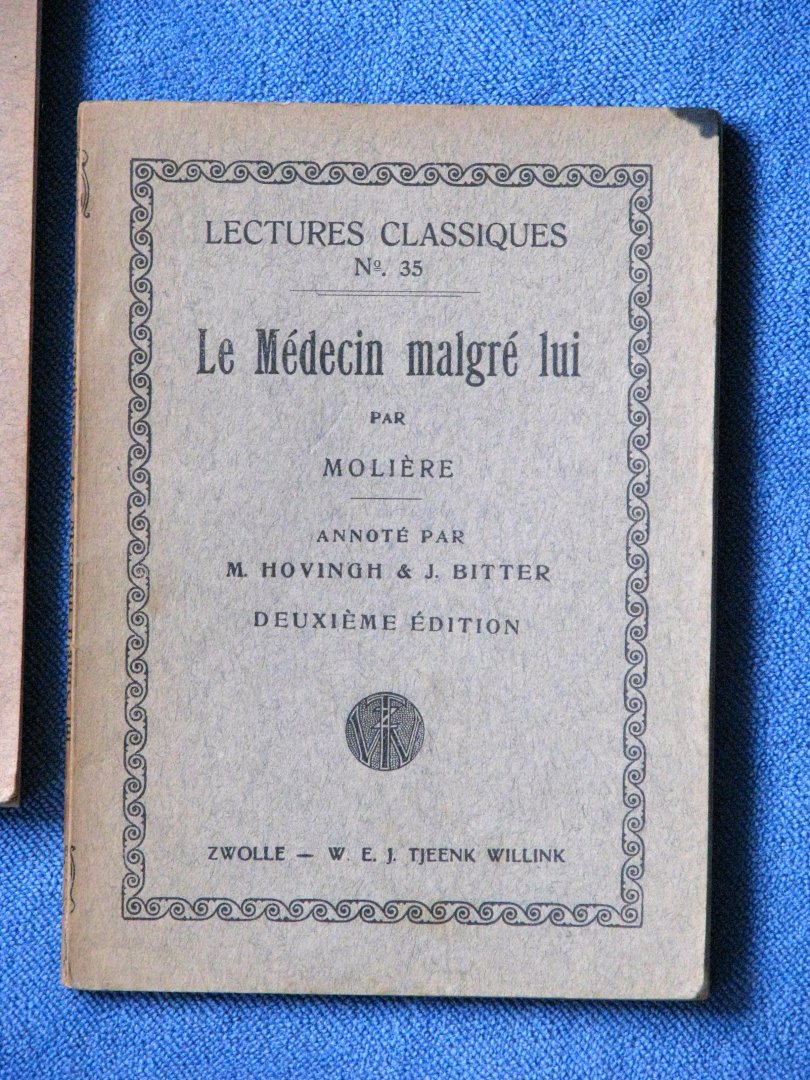 LECTURES CLASSIQUES
Nº. 35
Le Médecin malgré lui
PAR
MOLIÈRE
ANNOTÉ PAR
M. HOVINGH & J. BITTER
DEUXIÈME ÉDITION
ZWOLLE — W. E. J. TJEENK WILLINK